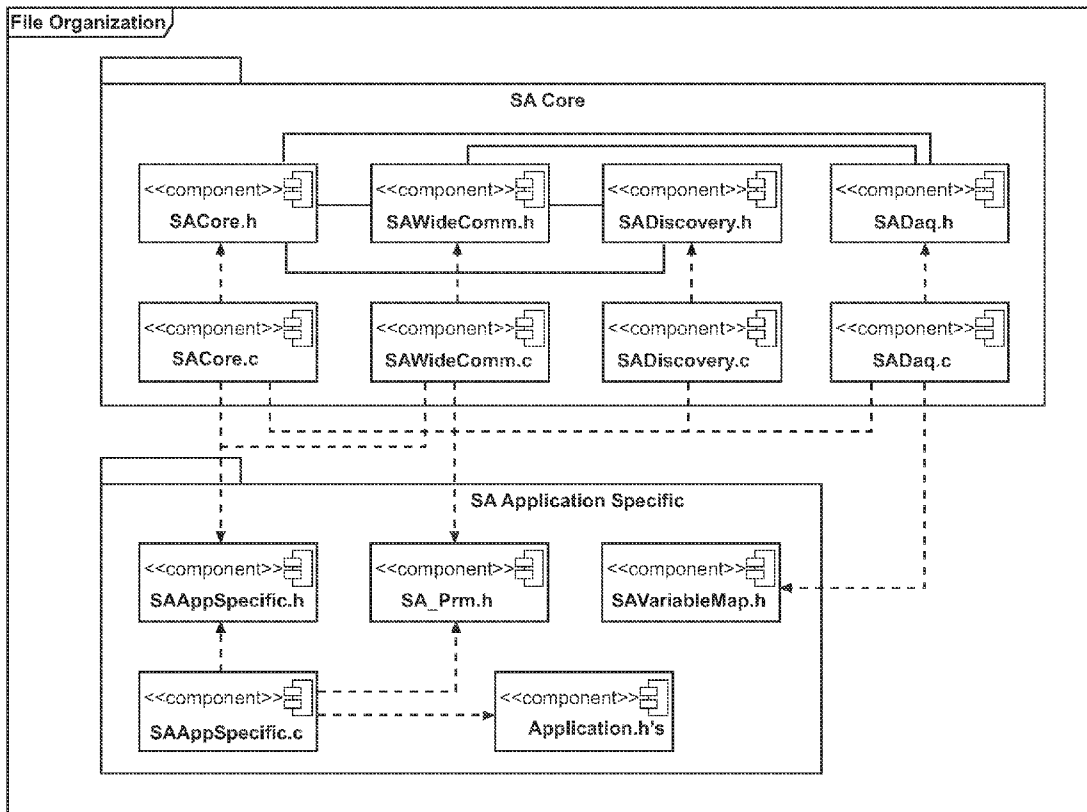 File Organization
SA Core
<<component>>
SACore.h
<<component>>
SAWideComm.h
<<component>>
SADiscovery.h
<<component>>
SADaq.h
<<component>>
SACore.c
<<component>>
SAWideComm.c
<<component>>
SADiscovery.c
<<component>>
SADaq.c
SA Application Specific
<<component>>
SAAppSpecific.h
<<component>>
SA_Prm.h
<<component>>
SAVariableMap.h
<<component>>
SAAppSpecific.c
<<component>>
Application.h's